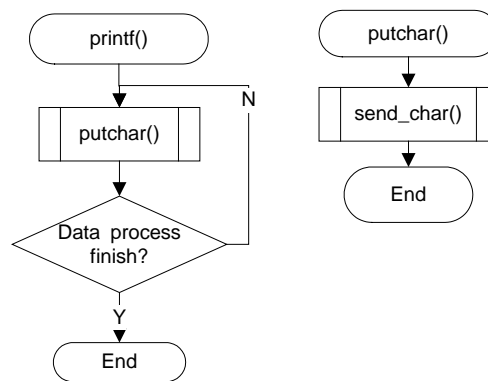 printf()
N
putchar()
Data process
finish?
Y
End
putchar()
send_char()
End